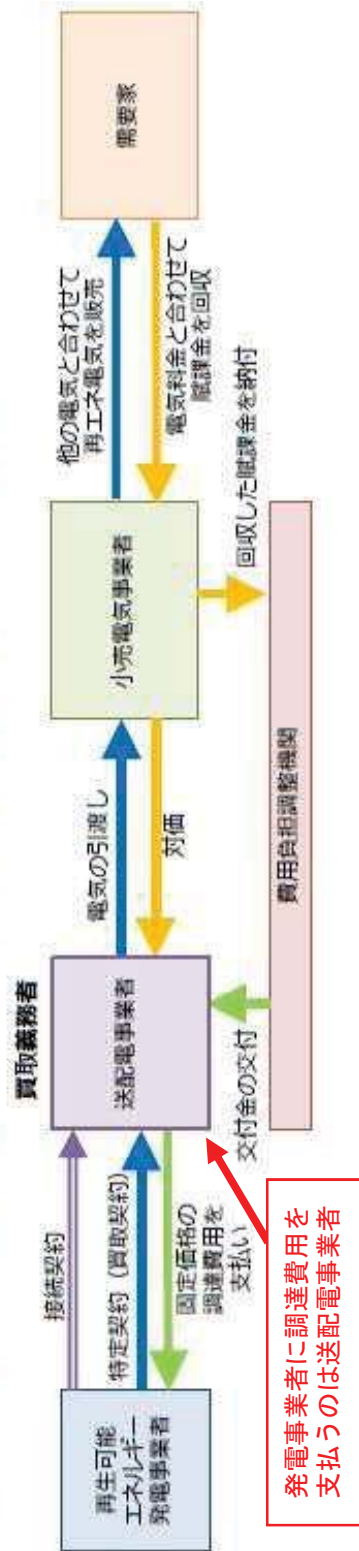 再生可能
エネルギー
発電事業者
接続契約
特定契約（買取契約）
固定価格の
調達費用を
支払い
買取義務者
送配電事業者
電気の引渡し
対価
小売電気事業者
他の電気と合わせて
再エネ電気を販売
電気料金と合わせて
賦課金を回収
需要家
交付金の交付
回収した賦課金を納付
費用負担調整機関
発電事業者に調達費用を
支払うのは送配電事業者